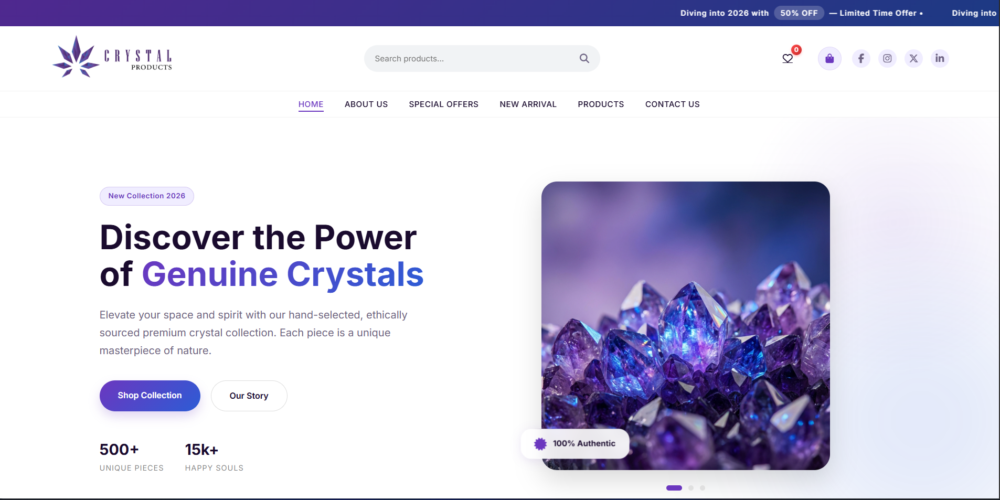 Diving into 2026 with 50% OFF — Limited Time Offer • Diving into
CRYSTAL
PRODUCTS
Search products...
0
HOME ABOUT US SPECIAL OFFERS NEW ARRIVAL PRODUCTS CONTACT US
New Collection 2026
Discover the Power
of Genuine Crystals
Elevate your space and spirit with our hand-selected, ethically
sourced premium crystal collection. Each piece is a unique
masterpiece of nature.
Shop Collection Our Story
100% Authentic
500+ 15k+
UNIQUE PIECES HAPPY SOULS